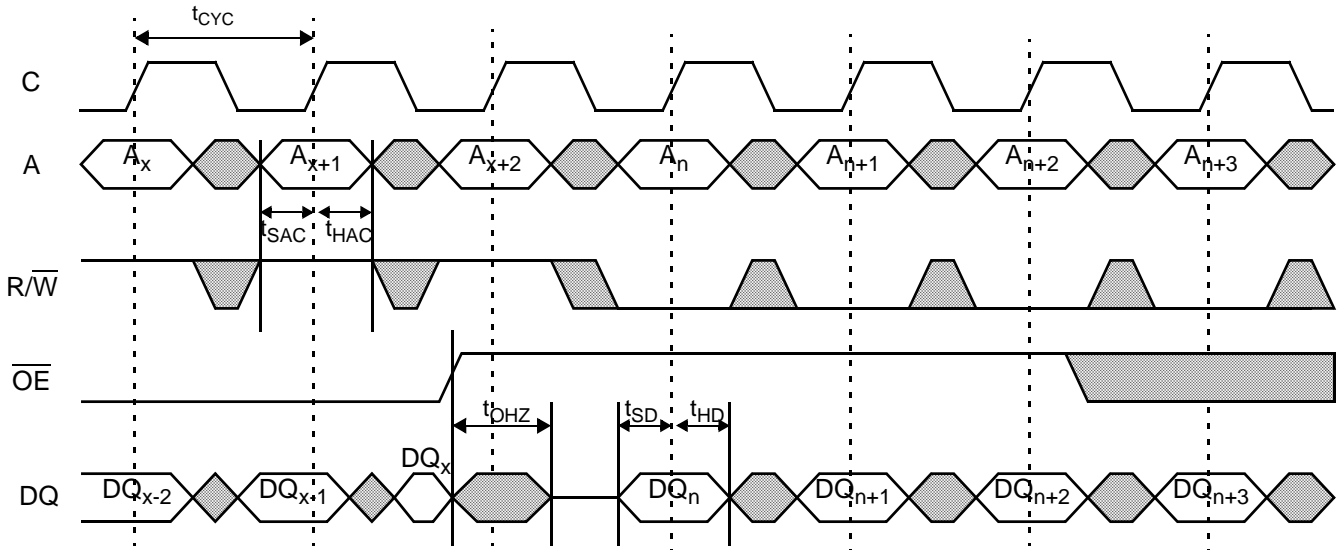 tCYC
C
A Ax Ax+1 Ax+2 An An+1 An+2 An+3
tSAC tHAC
R/W̅
O̅E̅
tOHZ tSD tHD
DQx
DQ DQx-2 DQx-1 DQn DQn+1 DQn+2 DQn+3